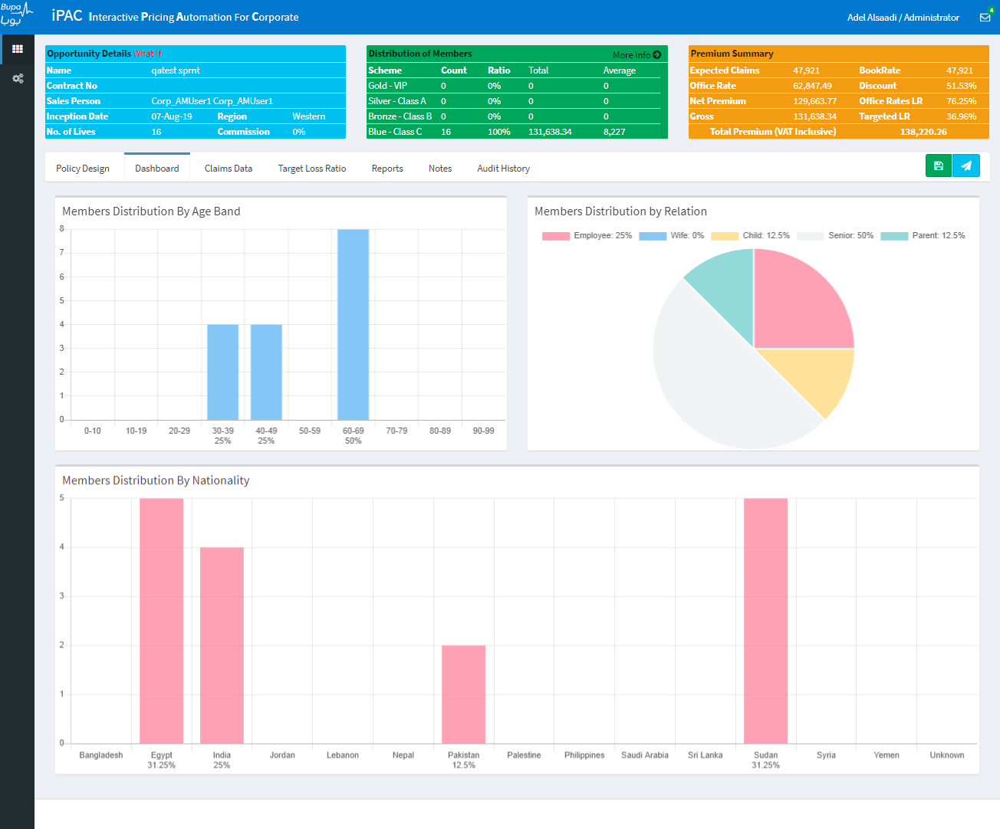 Bupa
بوبا
iPAC Interactive Pricing Automation For Corporate
Adel Alsaadi / Administrator
4
Opportunity Details What If
Name qatest sprnt
Contract No
Sales Person Corp_AMUser1 Corp_AMUser1
Inception Date 07-Aug-19 Region Western
No. of Lives 16 Commission 0%
Distribution of Members More info
Scheme Count Ratio Total Average
Gold - VIP 0 0% 0 0
Silver - Class A 0 0% 0 0
Bronze - Class B 0 0% 0 0
Blue - Class C 16 100% 131,638.34 8,227
Premium Summary
Expected Claims 47,921 BookRate 47,921
Office Rate 62,847.49 Discount 51.53%
Net Premium 129,663.77 Office Rates LR 76.25%
Gross 131,638.34 Targeted LR 36.96%
Total Premium (VAT Inclusive) 138,220.26
Policy Design Dashboard Claims Data Target Loss Ratio Reports Notes Audit History
Members Distribution By Age Band
8
7
6
5
4
3
2
1
0
0-10 10-19 20-29 30-39 40-49 50-59 60-69 70-79 80-89 90-99
25% 25% 50%
Members Distribution by Relation
Employee: 25% Wife: 0% Child: 12.5% Senior: 50% Parent: 12.5%
Members Distribution By Nationality
5
4
3
2
1
0
Bangladesh Egypt India Jordan Lebanon Nepal Pakistan Palestine Philippines Saudi Arabia Sri Lanka Sudan Syria Yemen Unknown
31.25% 25% 12.5% 31.25%